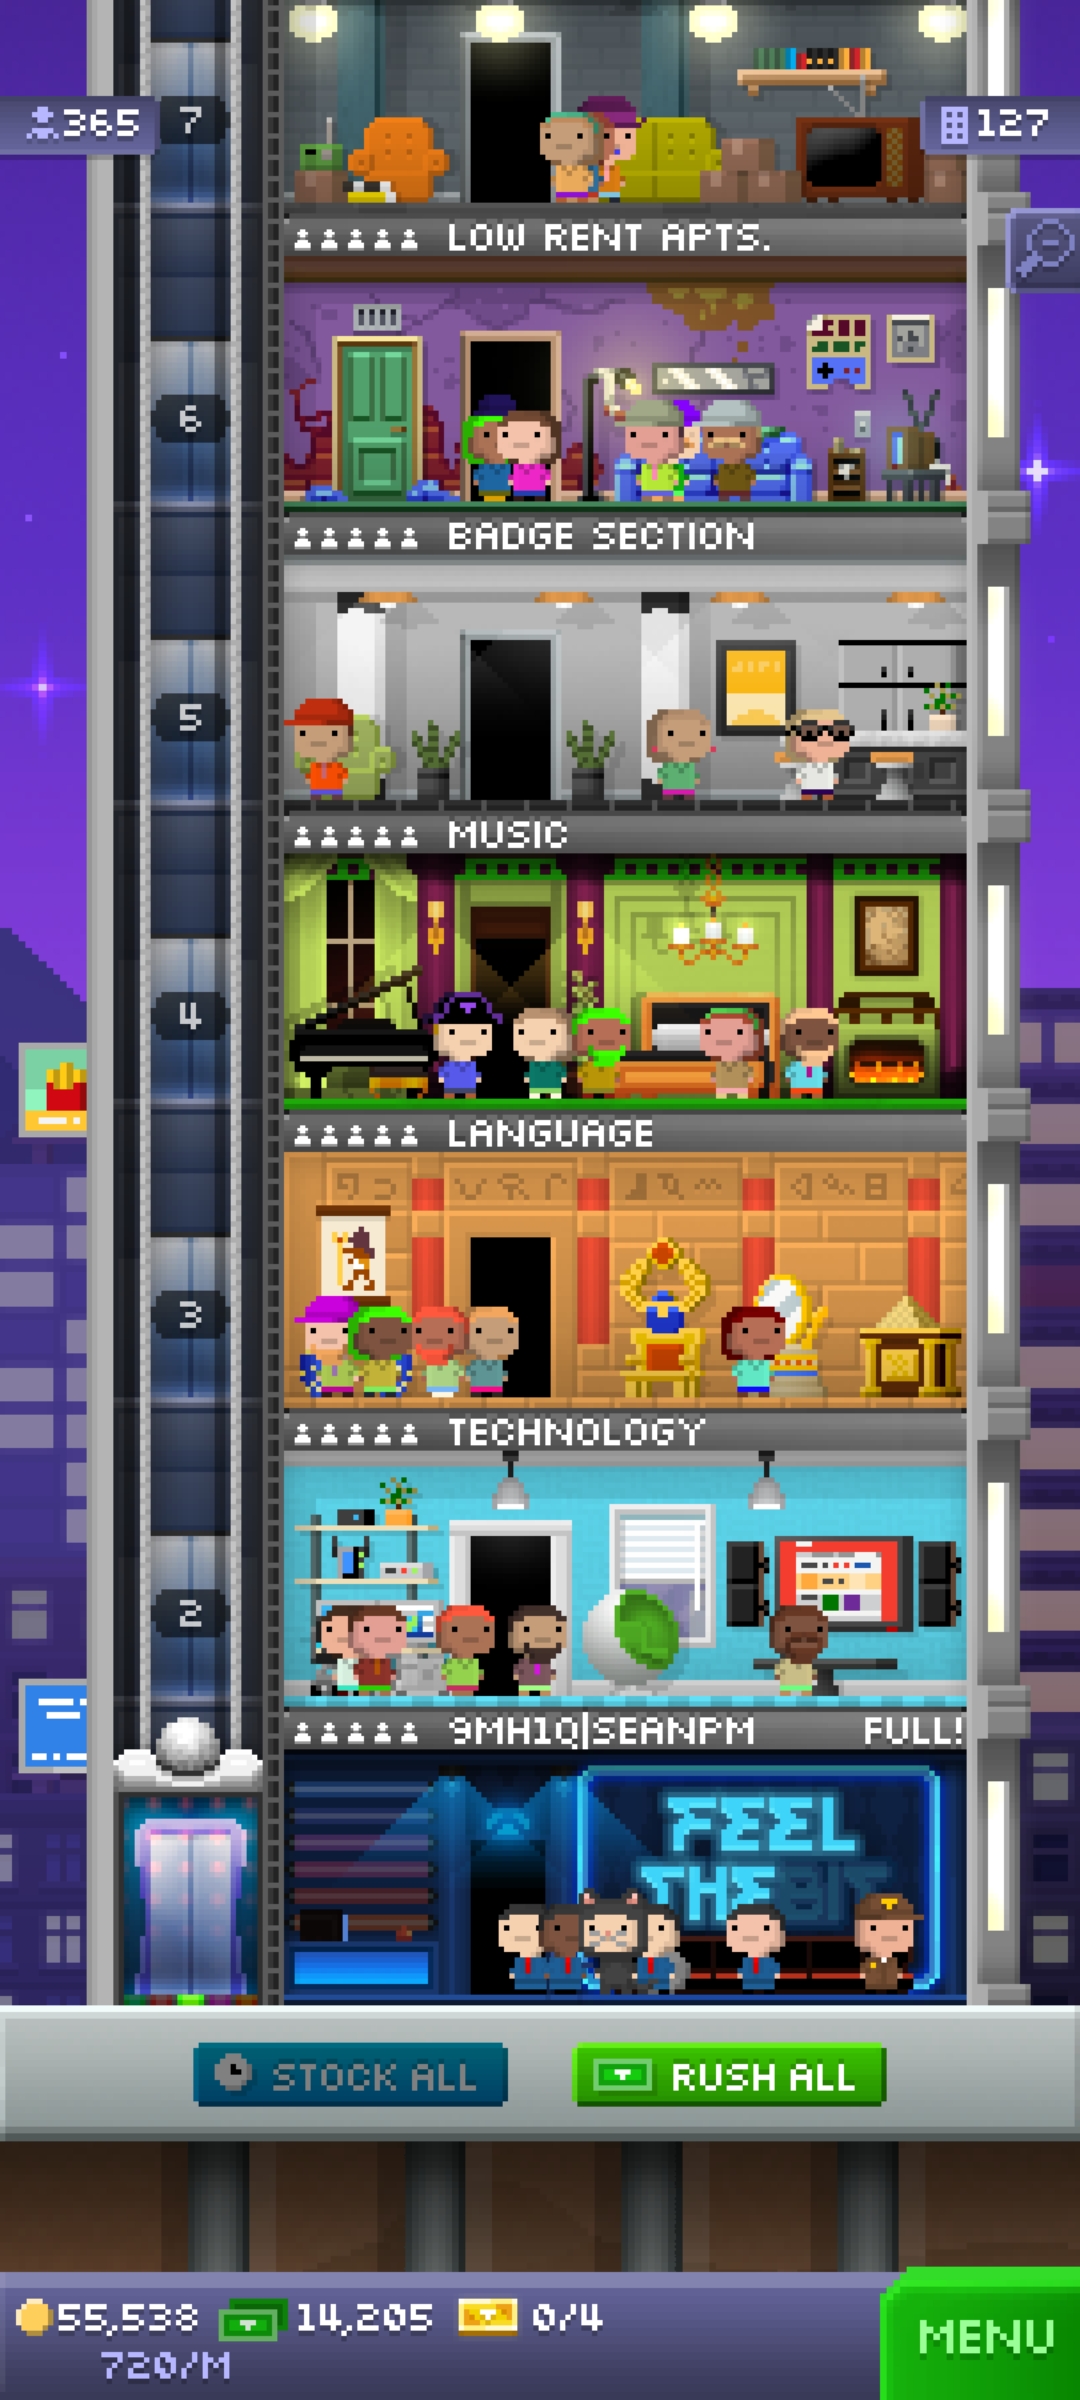 365
7
127
LOW RENT APTS.
6
BADGE SECTION
5
MUSIC
4
LANGUAGE
3
TECHNOLOGY
2
9MH1Q|SEANPM FULL!
FEEL
THE BIT
STOCK ALL
RUSH ALL
55,538
14,205
0/4
720/M
MENU